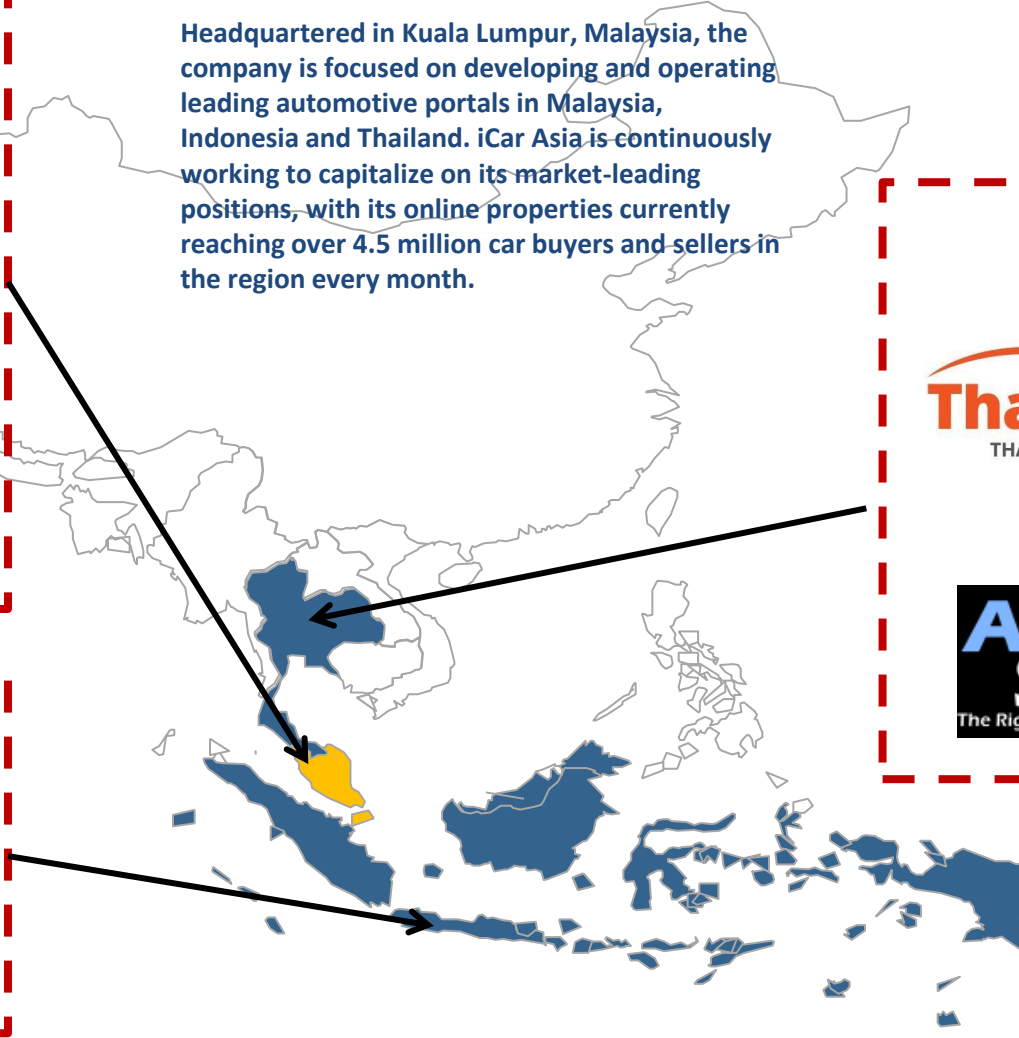 Headquartered in Kuala Lumpur, Malaysia, the
company is focused on developing and operating
leading automotive portals in Malaysia,
Indonesia and Thailand. iCar Asia is continuously
working to capitalize on its market-leading
positions, with its online properties currently
reaching over 4.5 million car buyers and sellers in
the region every month.
The